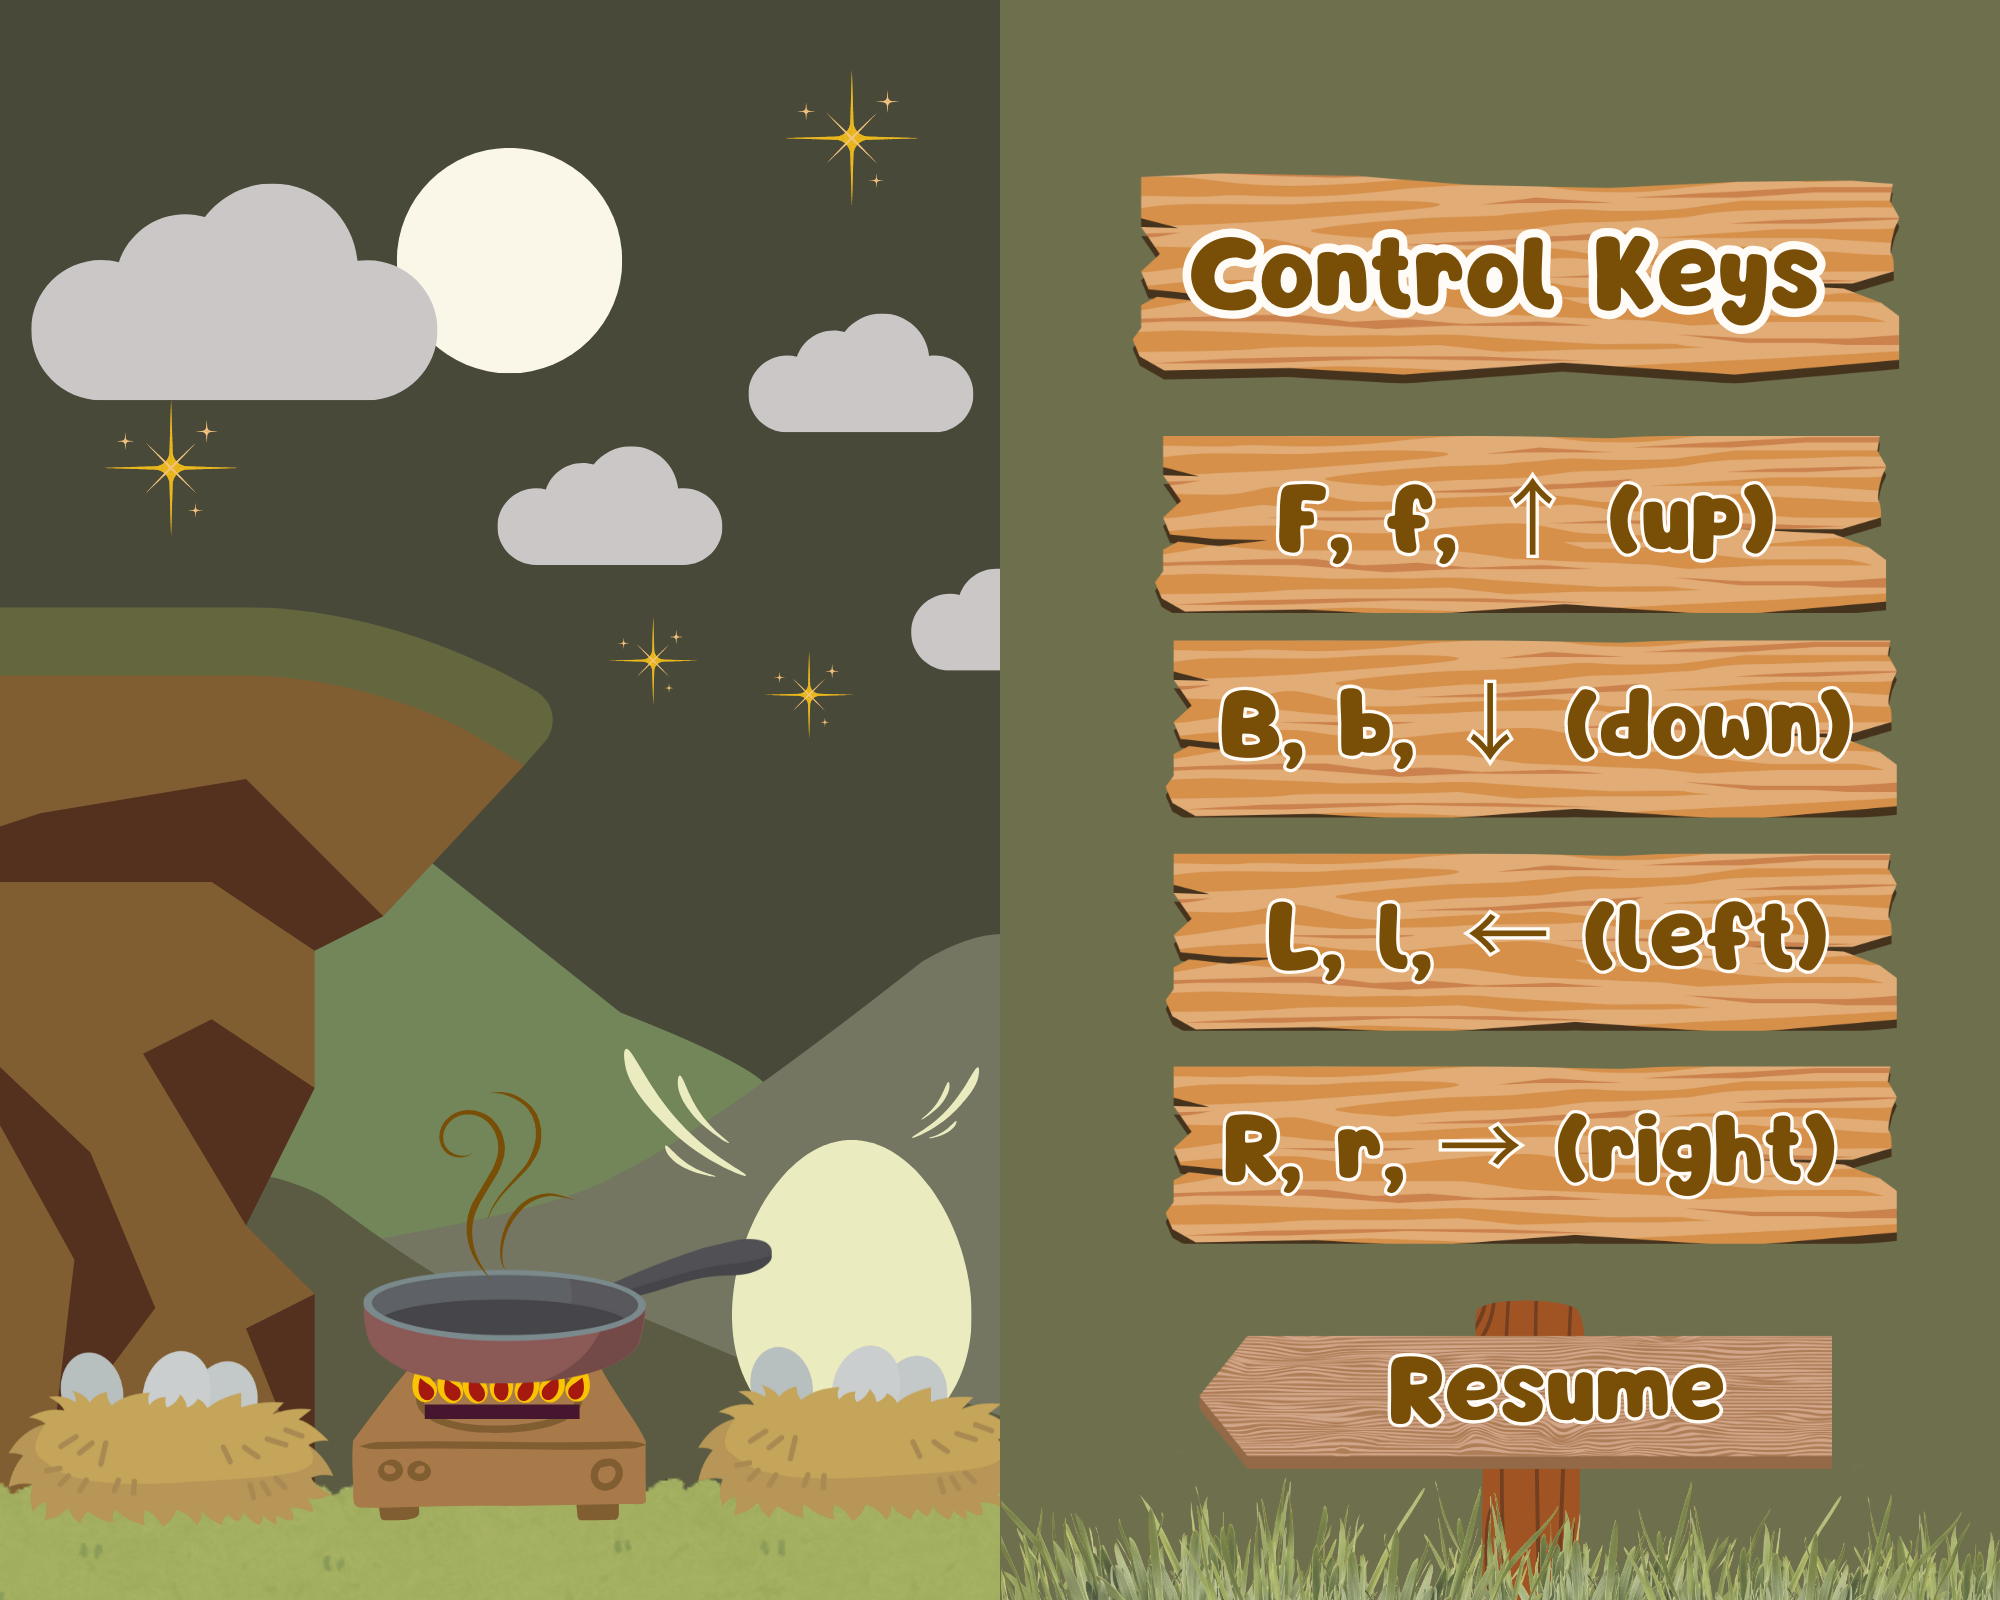 Control Keys
F, f, ↑ (up)
B, b, ↓ (down)
L, l, ← (left)
R, r, → (right)
Resume